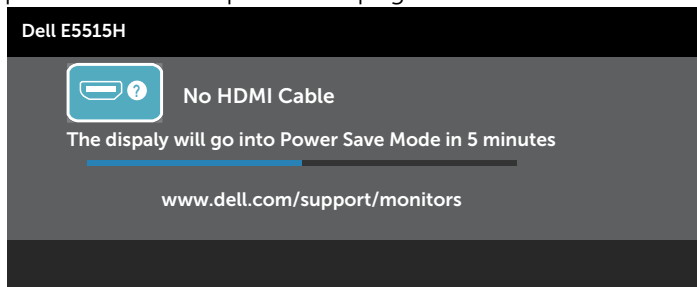 Dell E5515H
?
No HDMI Cable
The dispaly will go into Power Save Mode in 5 minutes
www.dell.com/support/monitors